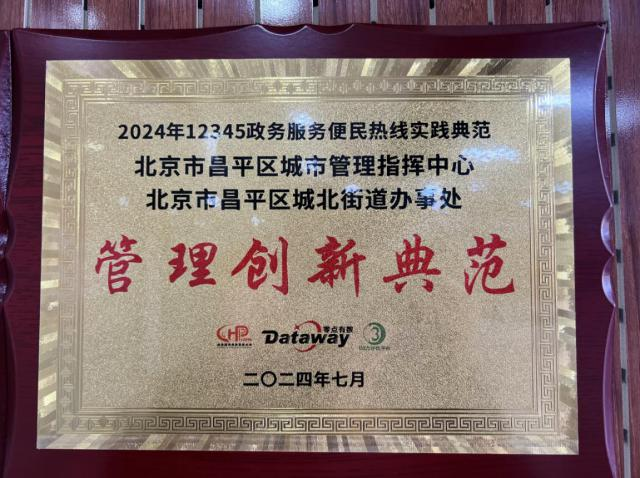 2024年12345政务服务便民热线实践典范
北京市昌平区城市管理指挥中心
北京市昌平区城北街道办事处
管理创新典范
CHP
零点有数
Dataway
3
二〇二四年七月